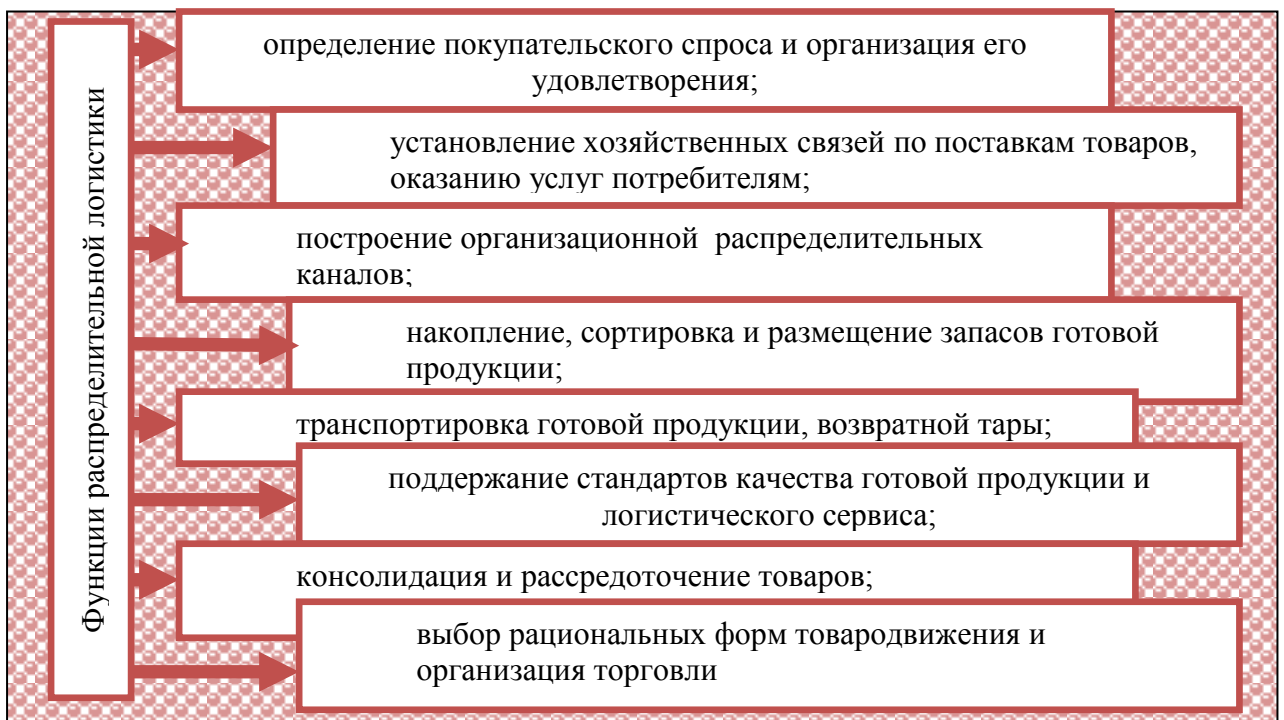 Функции распределительной логистики
определение покупательского спроса и организация его
удовлетворения;
установление хозяйственных связей по поставкам товаров,
оказанию услуг потребителям;
построение организационной распределительных
каналов;
накопление, сортировка и размещение запасов готовой
продукции;
транспортировка готовой продукции, возвратной тары;
поддержание стандартов качества готовой продукции и
логистического сервиса;
консолидация и рассредоточение товаров;
выбор рациональных форм товародвижения и
организация торговли